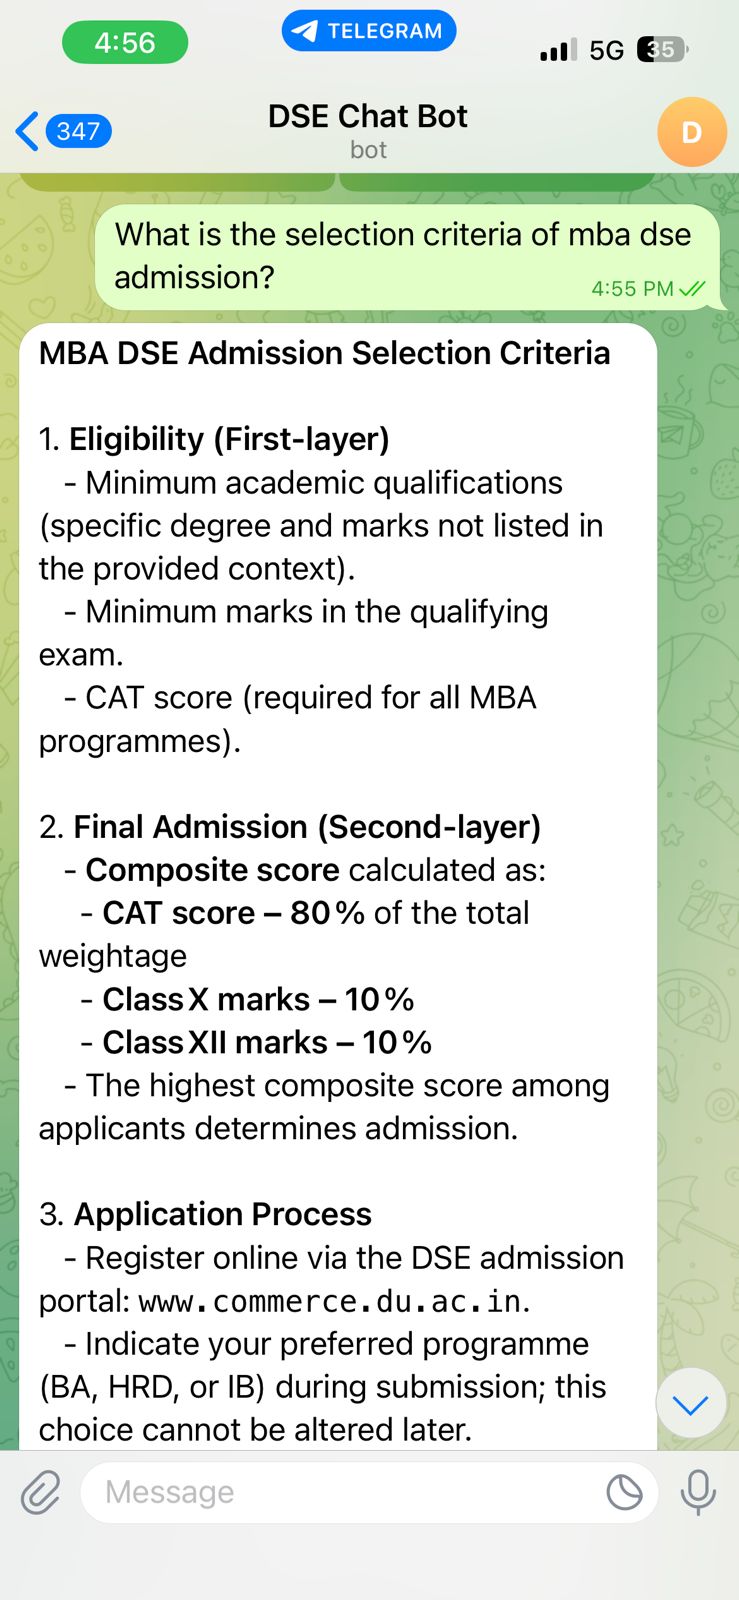 4:56
TELEGRAM
5G
35
347
DSE Chat Bot
bot
D
What is the selection criteria of mba dse
admission?
4:55 PM
MBA DSE Admission Selection Criteria
1. Eligibility (First-layer)
- Minimum academic qualifications
(specific degree and marks not listed in
the provided context).
- Minimum marks in the qualifying
exam.
- CAT score (required for all MBA
programmes).
2. Final Admission (Second-layer)
- Composite score calculated as:
- CAT score – 80 % of the total
weightage
- Class X marks – 10 %
- Class XII marks – 10 %
- The highest composite score among
applicants determines admission.
3. Application Process
- Register online via the DSE admission
portal: www.commerce.du.ac.in.
- Indicate your preferred programme
(BA, HRD, or IB) during submission; this
choice cannot be altered later.
Message